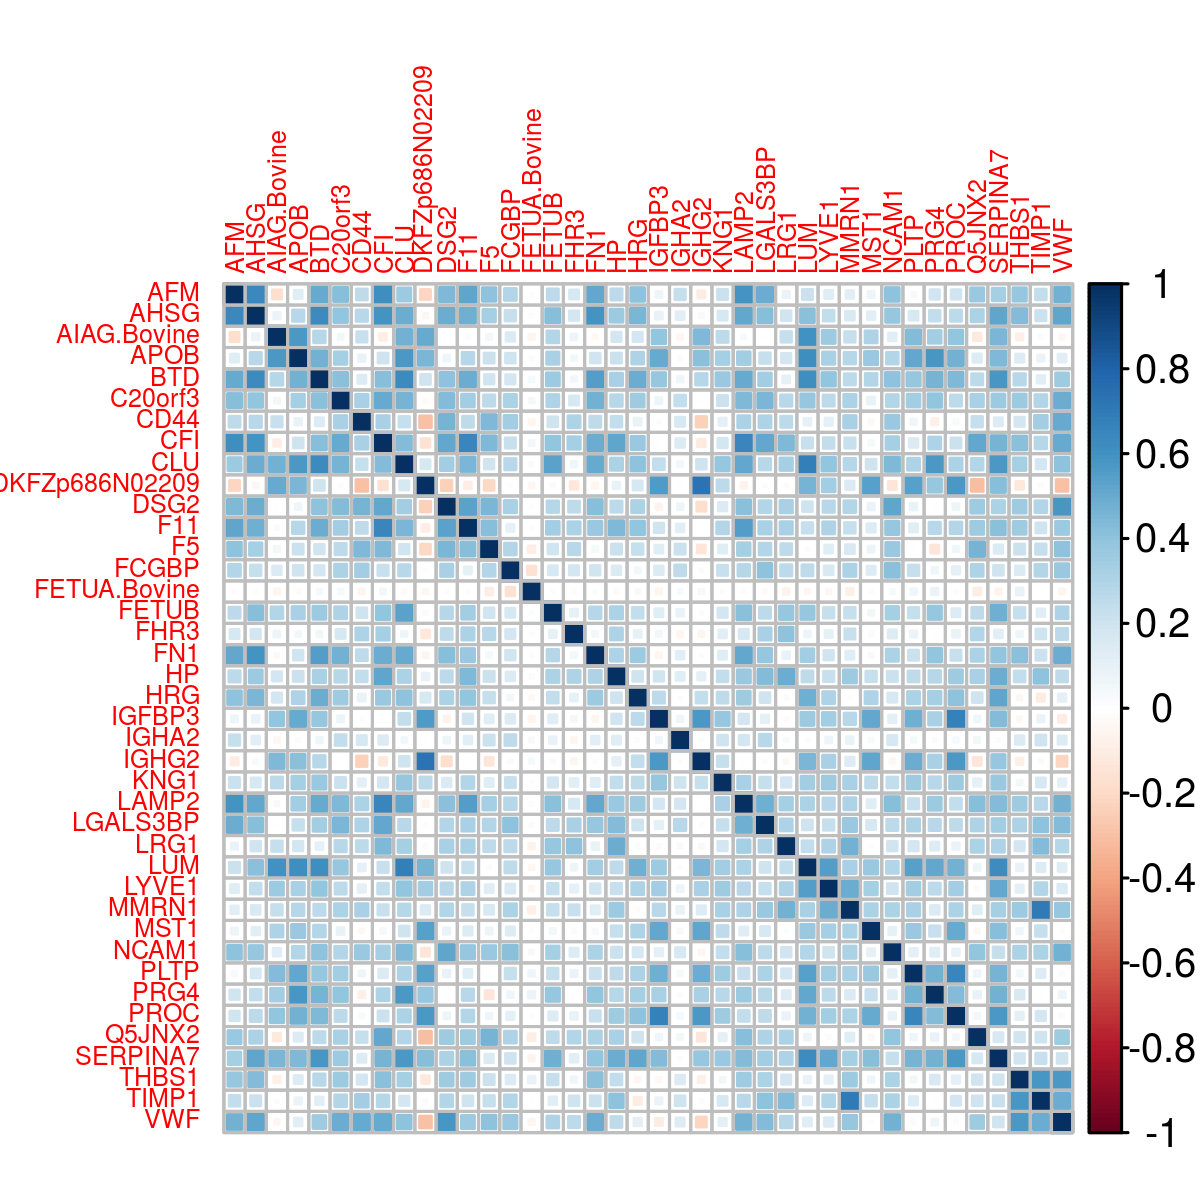 AFM
AHSG
AIAG.Bovine
APOB
BTD
C20orf3
CD44
CFI
CLU
DKFZp686N02209
DSG2
F11
F5
FCGBP
FETUA.Bovine
FETUB
FHR3
FN1
HP
HRG
IGFBP3
IGHA2
IGHG2
KNG1
LAMP2
LGALS3BP
LRG1
LUM
LYVE1
MMRN1
MST1
NCAM1
PLTP
PRG4
PROC
Q5JNX2
SERPINA7
THBS1
TIMP1
VWF
AFM
AHSG
AIAG.Bovine
APOB
BTD
C20orf3
CD44
CFI
CLU
DKFZp686N02209
DSG2
F11
F5
FCGBP
FETUA.Bovine
FETUB
FHR3
FN1
HP
HRG
IGFBP3
IGHA2
IGHG2
KNG1
LAMP2
LGALS3BP
LRG1
LUM
LYVE1
MMRN1
MST1
NCAM1
PLTP
PRG4
PROC
Q5JNX2
SERPINA7
THBS1
TIMP1
VWF
1
0.8
0.6
0.4
0.2
0
-0.2
-0.4
-0.6
-0.8
-1